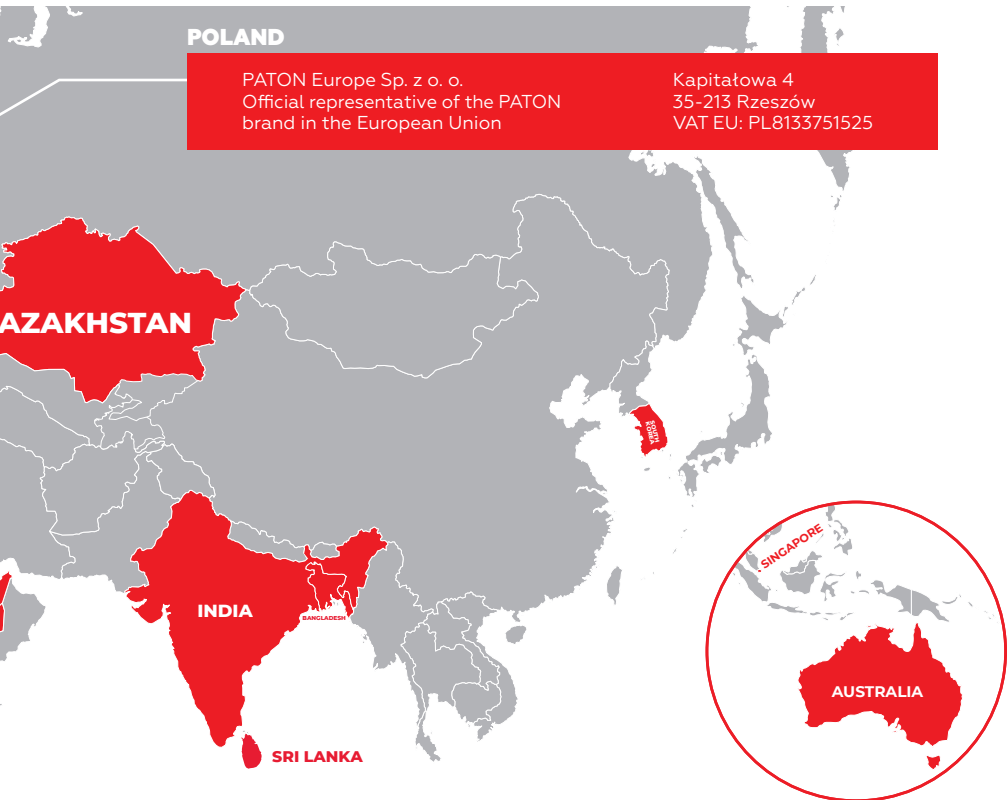 POLAND
PATON Europe Sp. z o. o.
Official representative of the PATON
brand in the European Union
Kapitałowa 4
35-213 Rzeszów
VAT EU: PL8133751525
AZAKHSTAN
SOUTH
KOREA
INDIA
BANGLADESH
SRI LANKA
SINGAPORE
AUSTRALIA